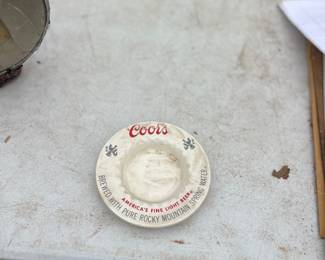 Coors
AMERICA'S FINE LIGHT BEER
BREWED WITH PURE ROCKY MOUNTAIN SPRING WATER